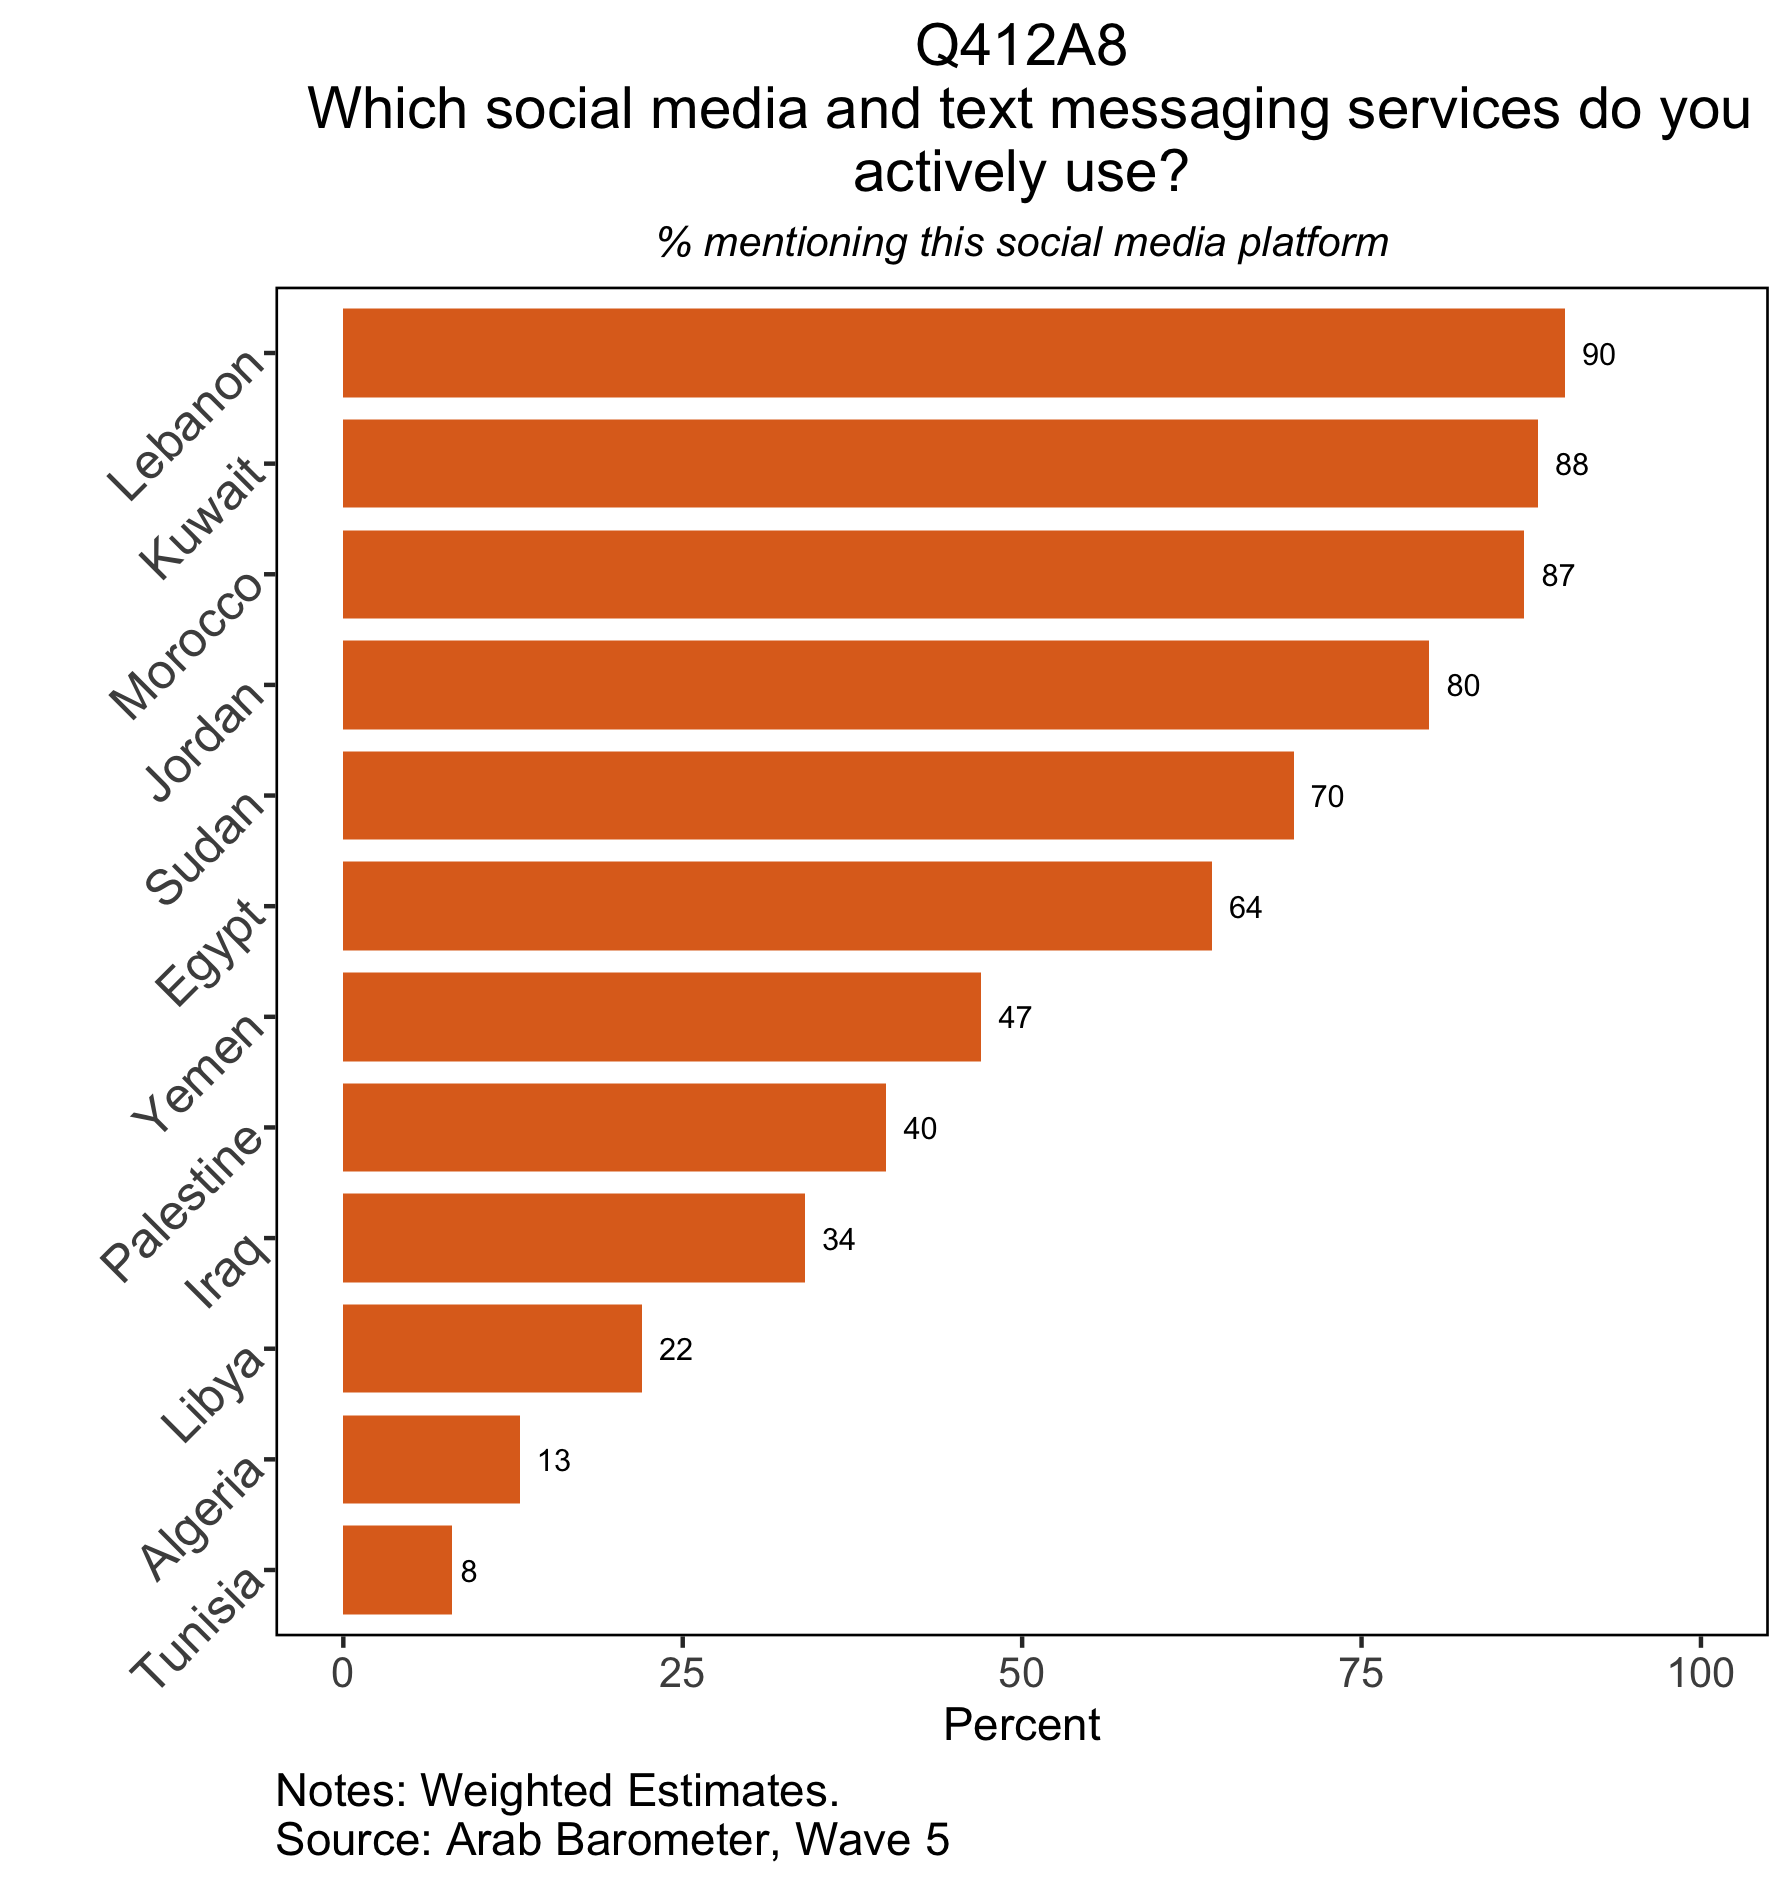 Q412A8
Which social media and text messaging services do you
actively use?
% mentioning this social media platform
Lebanon 90
Kuwait 88
Morocco 87
Jordan 80
Sudan 70
Egypt 64
Yemen 47
Palestine 40
Iraq 34
Libya 22
Algeria 13
Tunisia 8
0 25 50 75 100
Percent
Notes: Weighted Estimates.
Source: Arab Barometer, Wave 5